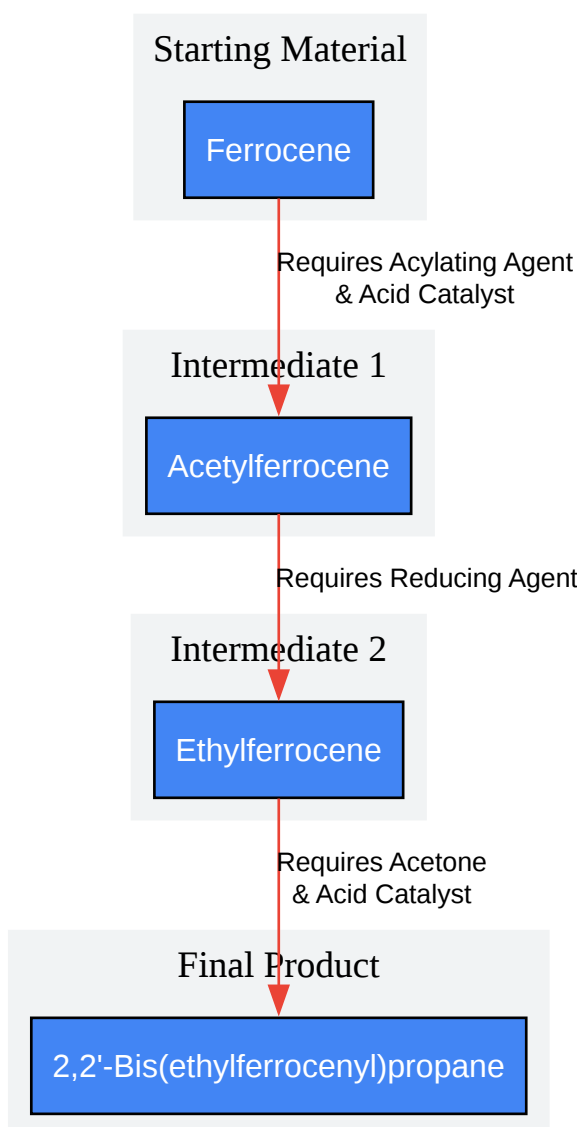 Starting Material
Ferrocene
Requires Acylating Agent
& Acid Catalyst
Intermediate 1
Acetylferrocene
Requires Reducing Agent
Intermediate 2
Ethylferrocene
Requires Acetone
& Acid Catalyst
Final Product
2,2'-Bis(ethylferrocenyl)propane